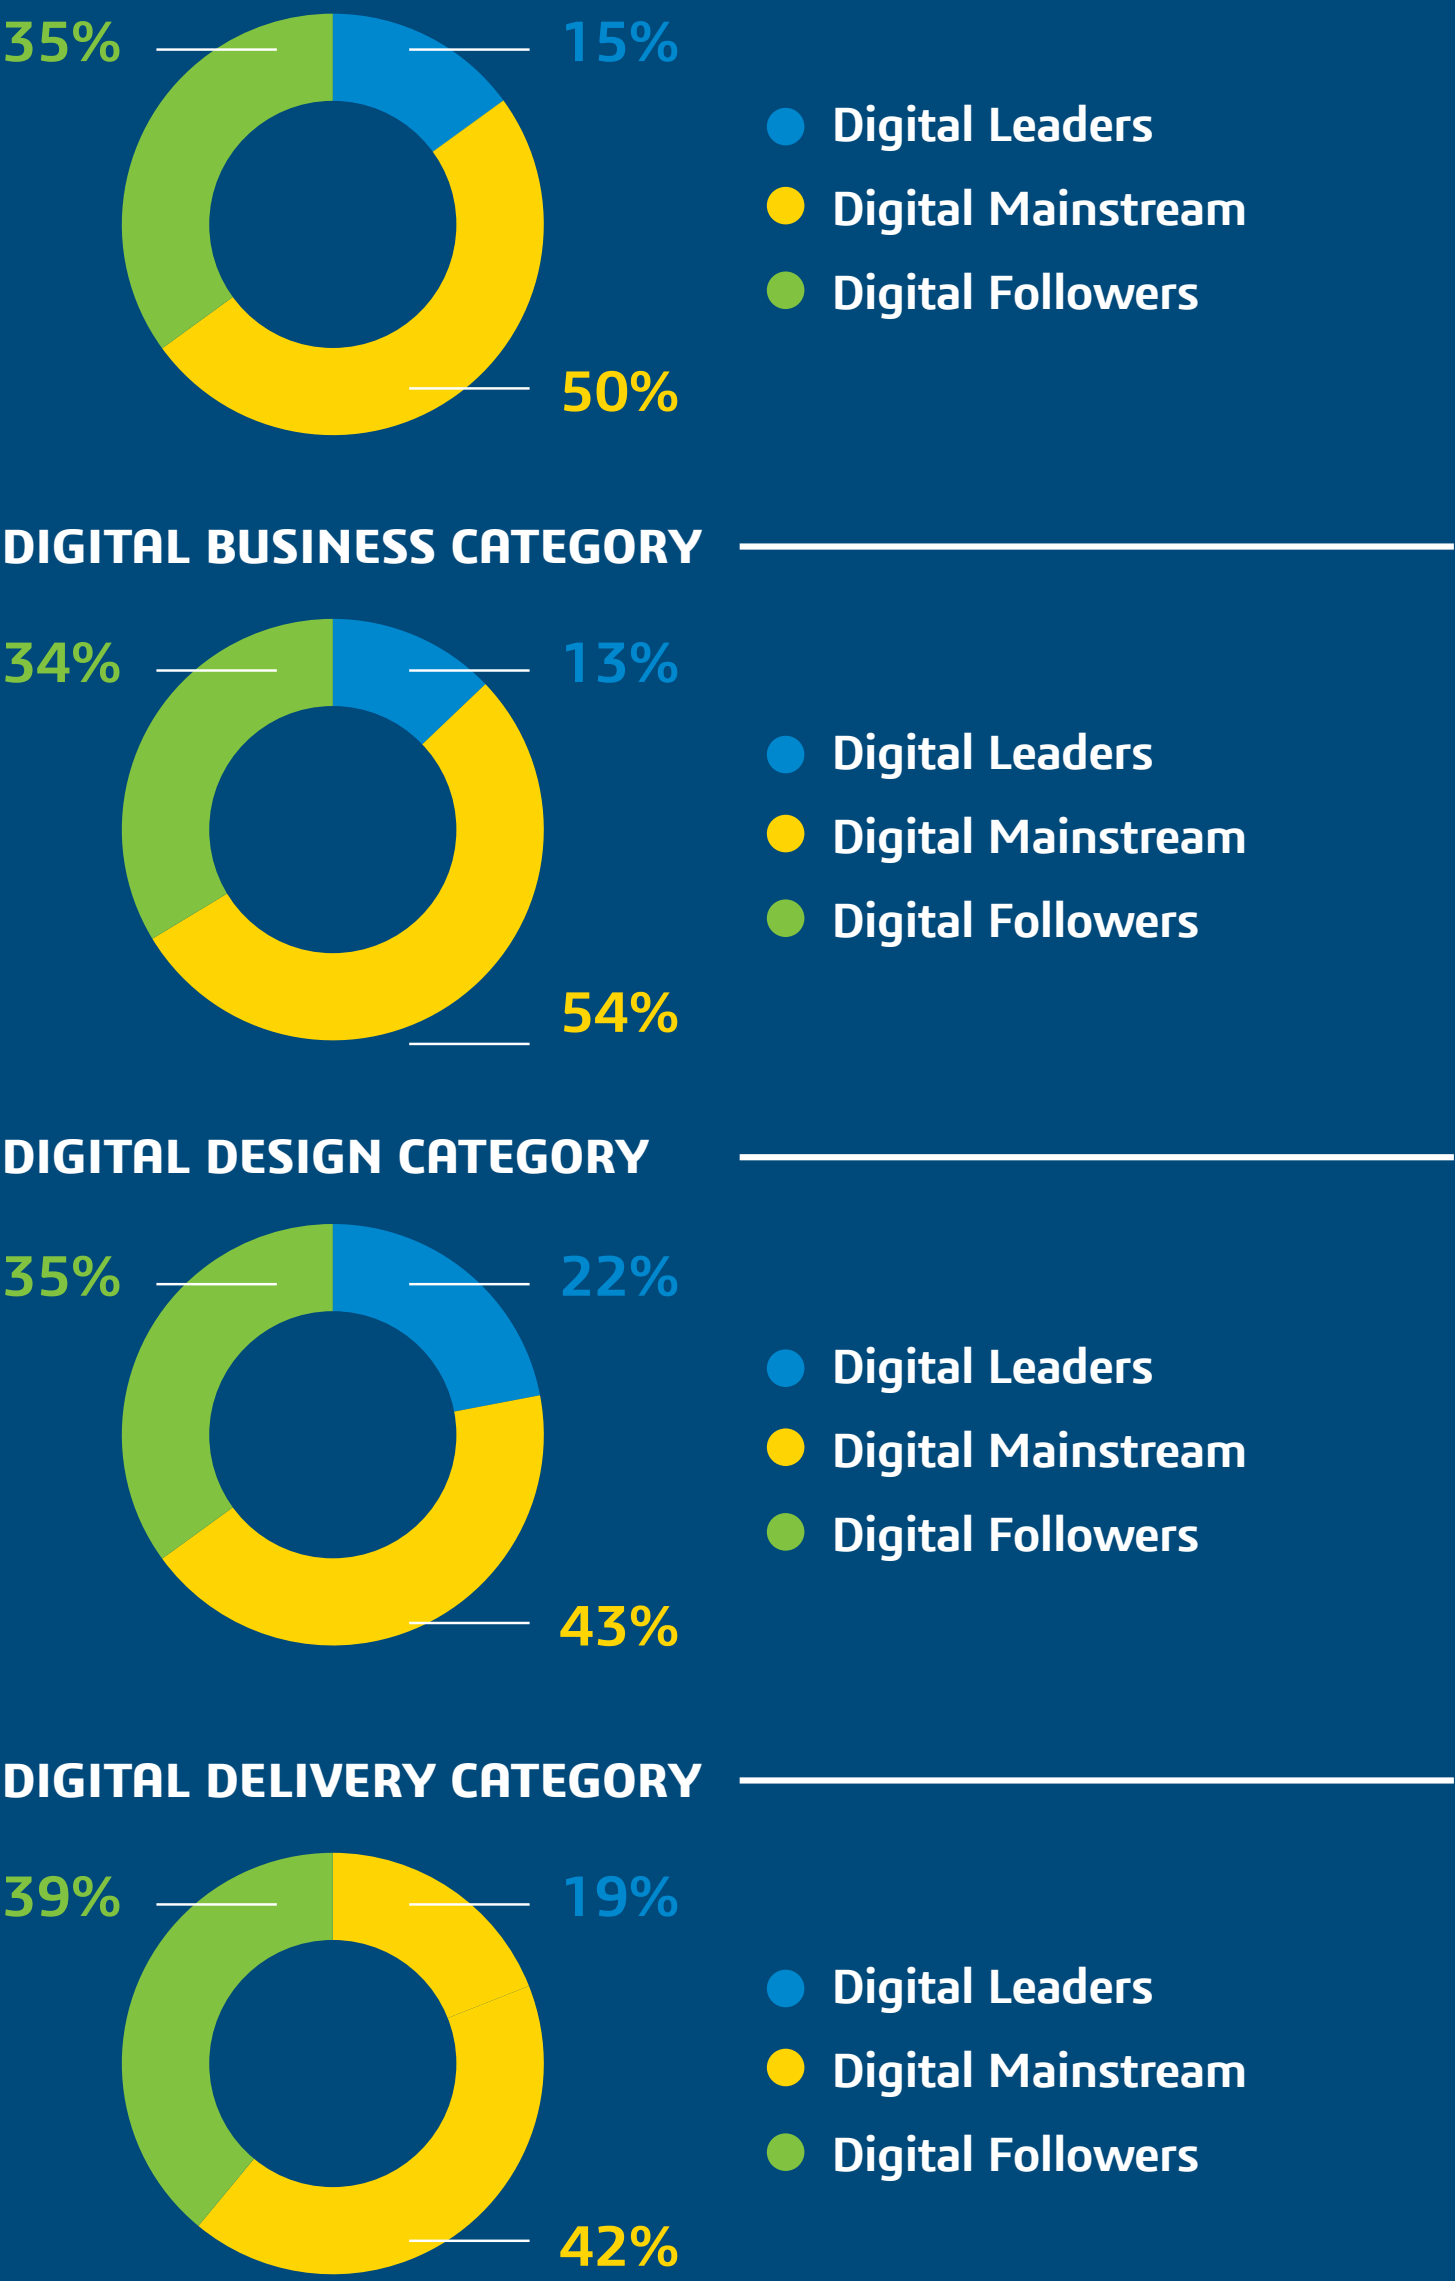 35%
15%
Digital Leaders
Digital Mainstream
Digital Followers
50%
DIGITAL BUSINESS CATEGORY
34%
13%
Digital Leaders
Digital Mainstream
Digital Followers
54%
DIGITAL DESIGN CATEGORY
35%
22%
Digital Leaders
Digital Mainstream
Digital Followers
43%
DIGITAL DELIVERY CATEGORY
39%
19%
Digital Leaders
Digital Mainstream
Digital Followers
42%